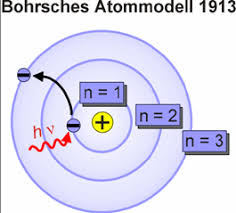 Bohrsches Atommodell 1913
n = 1
n = 2
n = 3
h ν
+
−
−